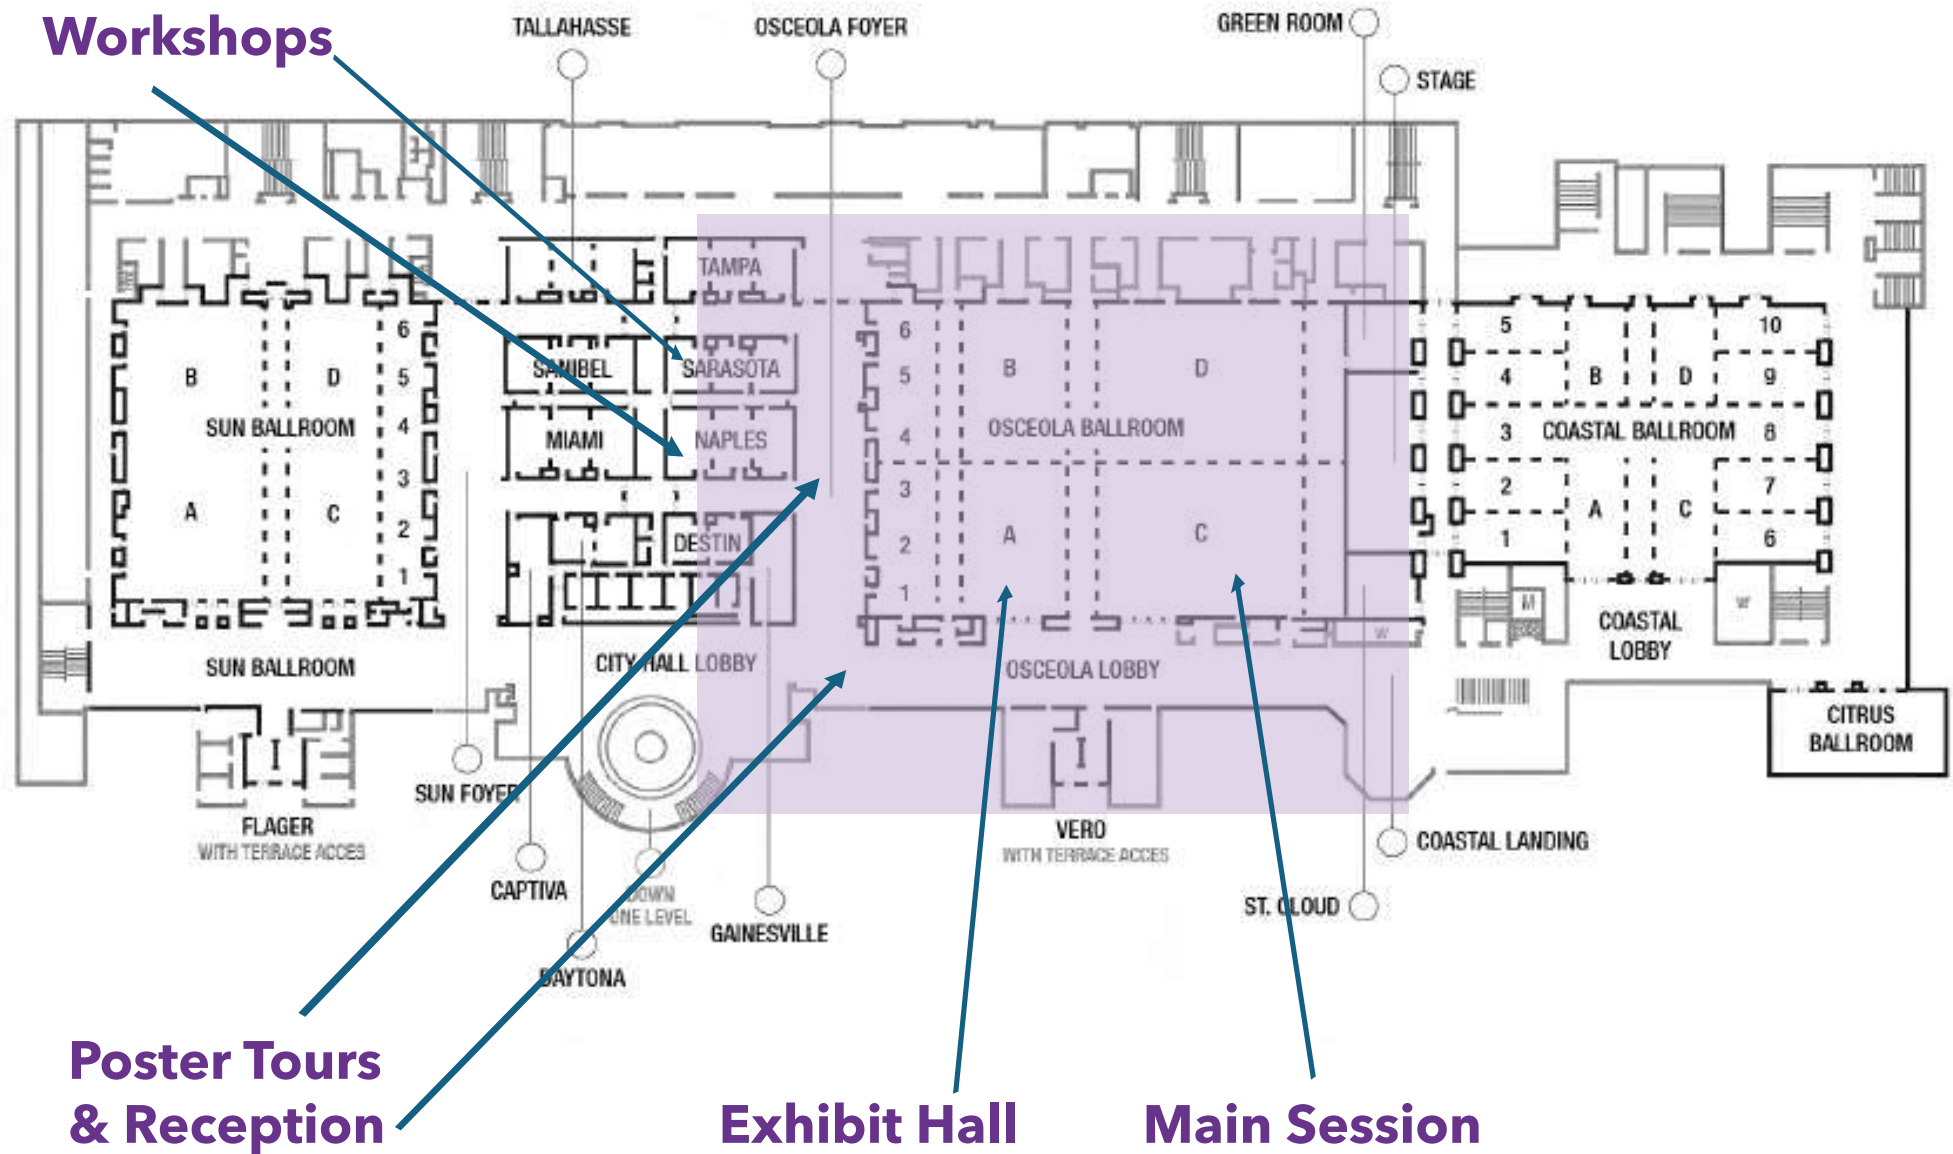 Workshops
TALLAHASSE
OSCEOLA FOYER
GREEN ROOM
STAGE
TAMPA
SANIBEL
SARASOTA
MIAMI
NAPLES
DESTIN
B
D
6
5
SUN BALLROOM
4
3
A
C
2
1
6
5
B
D
4
OSCEOLA BALLROOM
3
2
A
C
1
5
10
4
B
D
9
3
COASTAL BALLROOM
8
2
A
C
7
1
6
M
W
W
COASTAL
LOBBY
SUN BALLROOM
CITY HALL LOBBY
OSCEOLA LOBBY
CITRUS
BALLROOM
SUN FOYER
FLAGER
WITH TERRACE ACCES
VERO
WITH TERRACE ACCES
COASTAL LANDING
CAPTIVA
DOWN
ONE LEVEL
GAINESVILLE
ST. CLOUD
DAYTONA
Poster Tours
& Reception
Exhibit Hall
Main Session